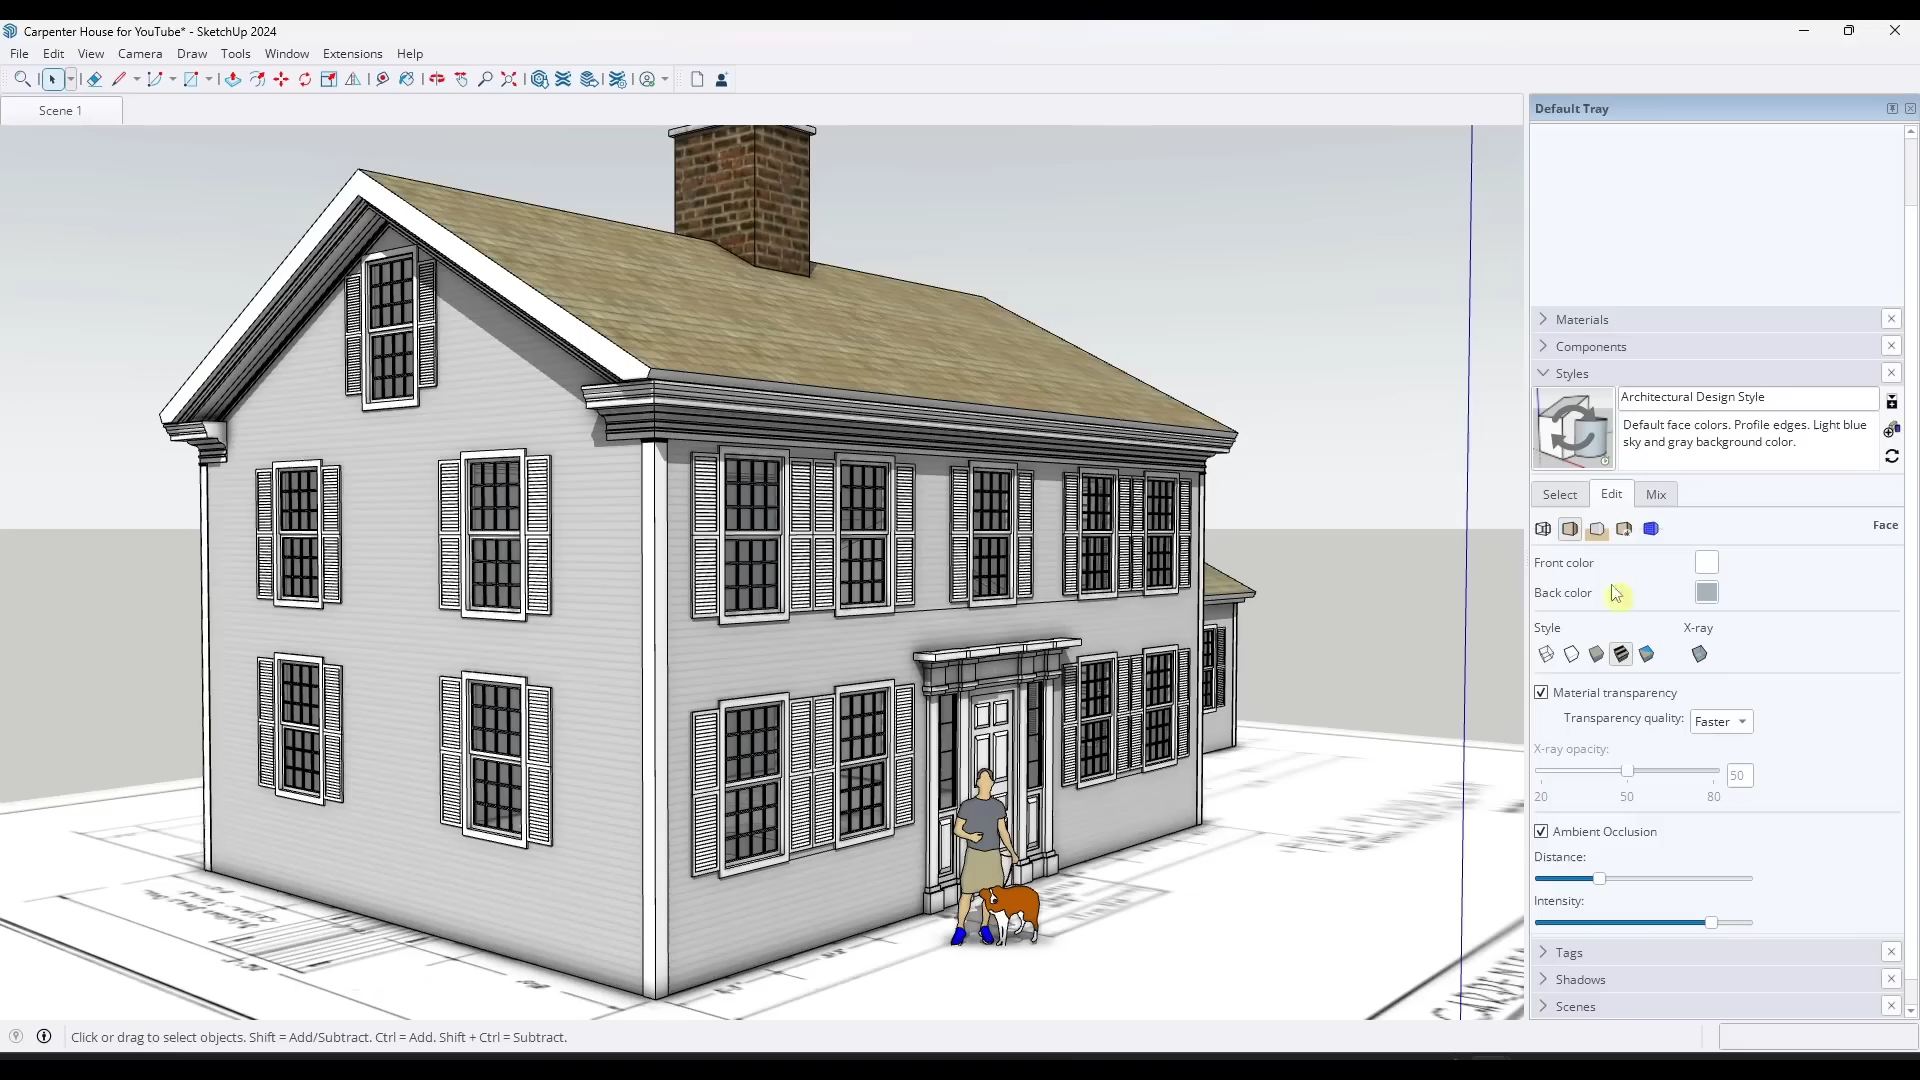 Carpenter House for YouTube* - SketchUp 2024
File Edit View Camera Draw Tools Window Extensions Help
Scene 1
Default Tray
Materials
Components
Styles
Architectural Design Style
Default face colors. Profile edges. Light blue
sky and gray background color.
Select Edit Mix
Face
Front color
Back color
Style X-ray
Material transparency
Transparency quality: Faster
X-ray opacity:
50
20 50 80
Ambient Occlusion
Distance:
Intensity:
Tags
Shadows
Scenes
Click or drag to select objects. Shift = Add/Subtract. Ctrl = Add. Shift + Ctrl = Subtract.